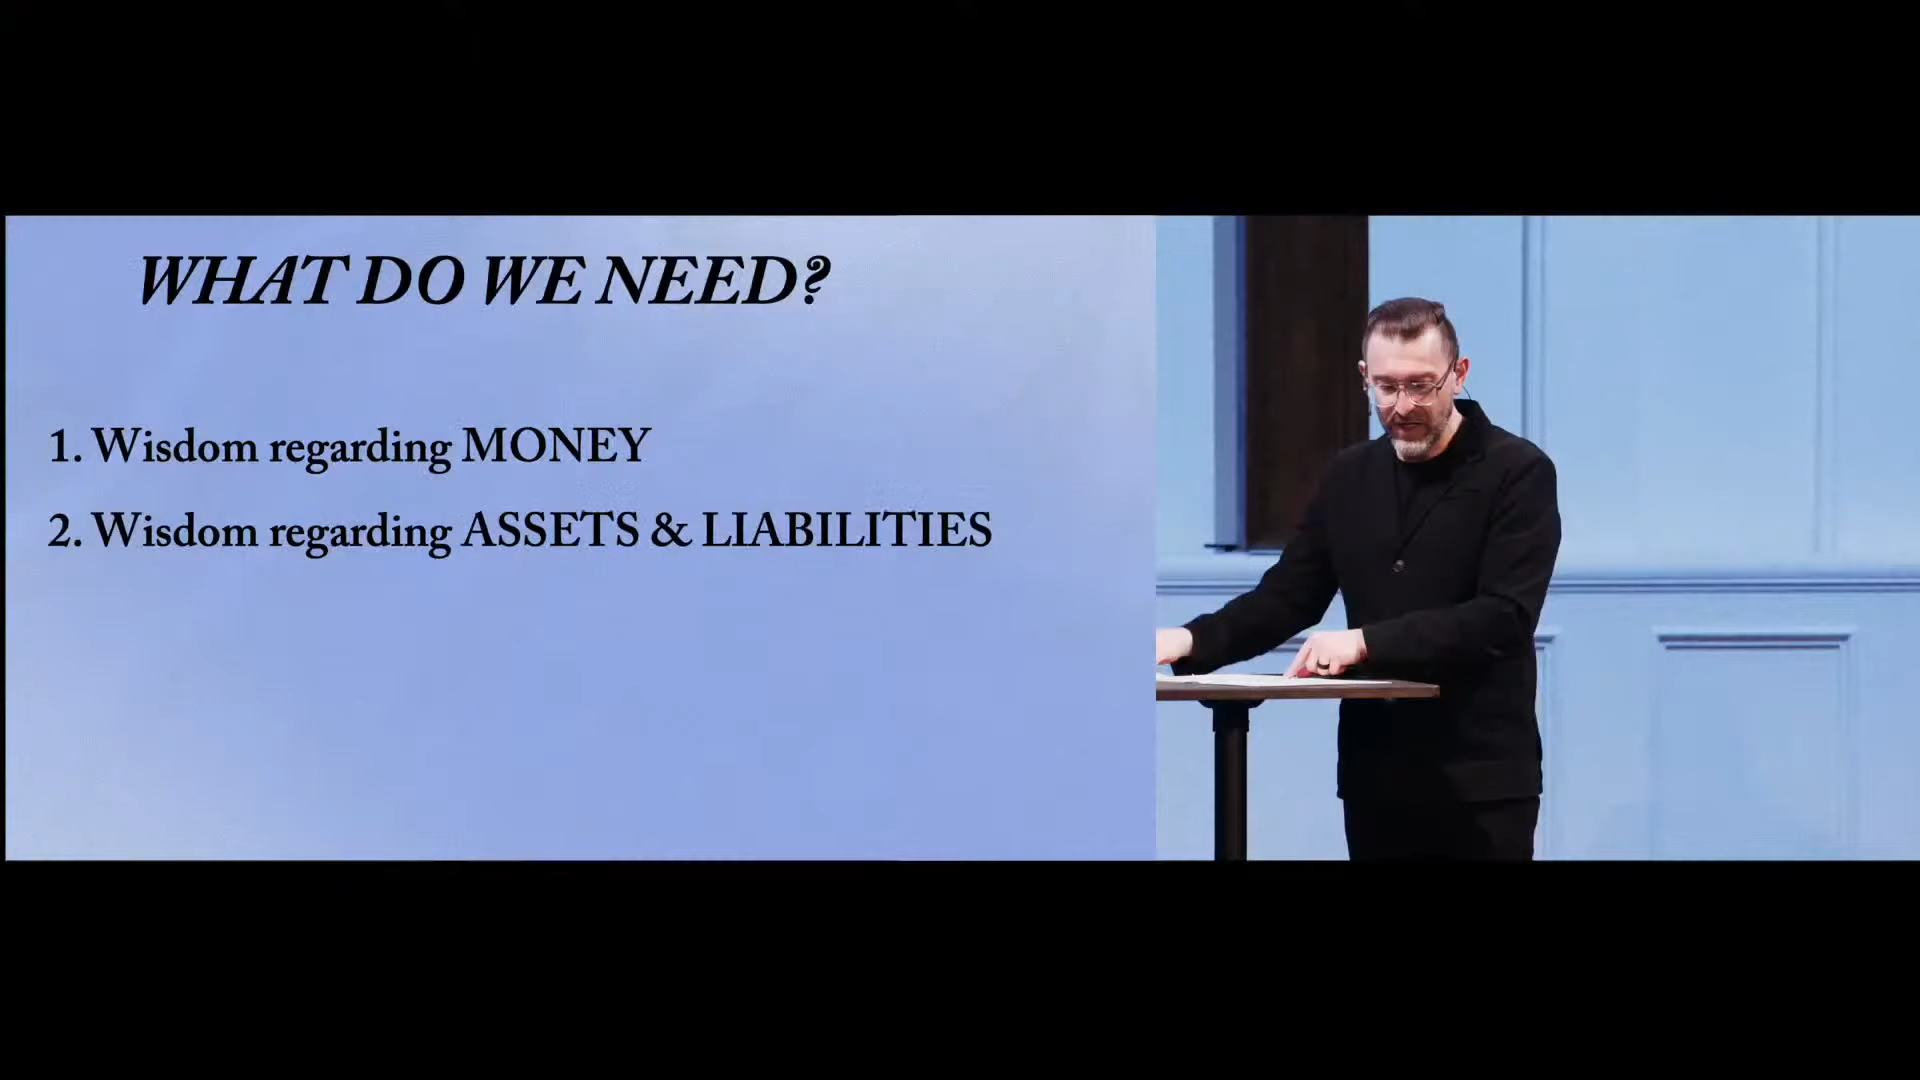 WHAT DO WE NEED?
1. Wisdom regarding MONEY
2. Wisdom regarding ASSETS & LIABILITIES